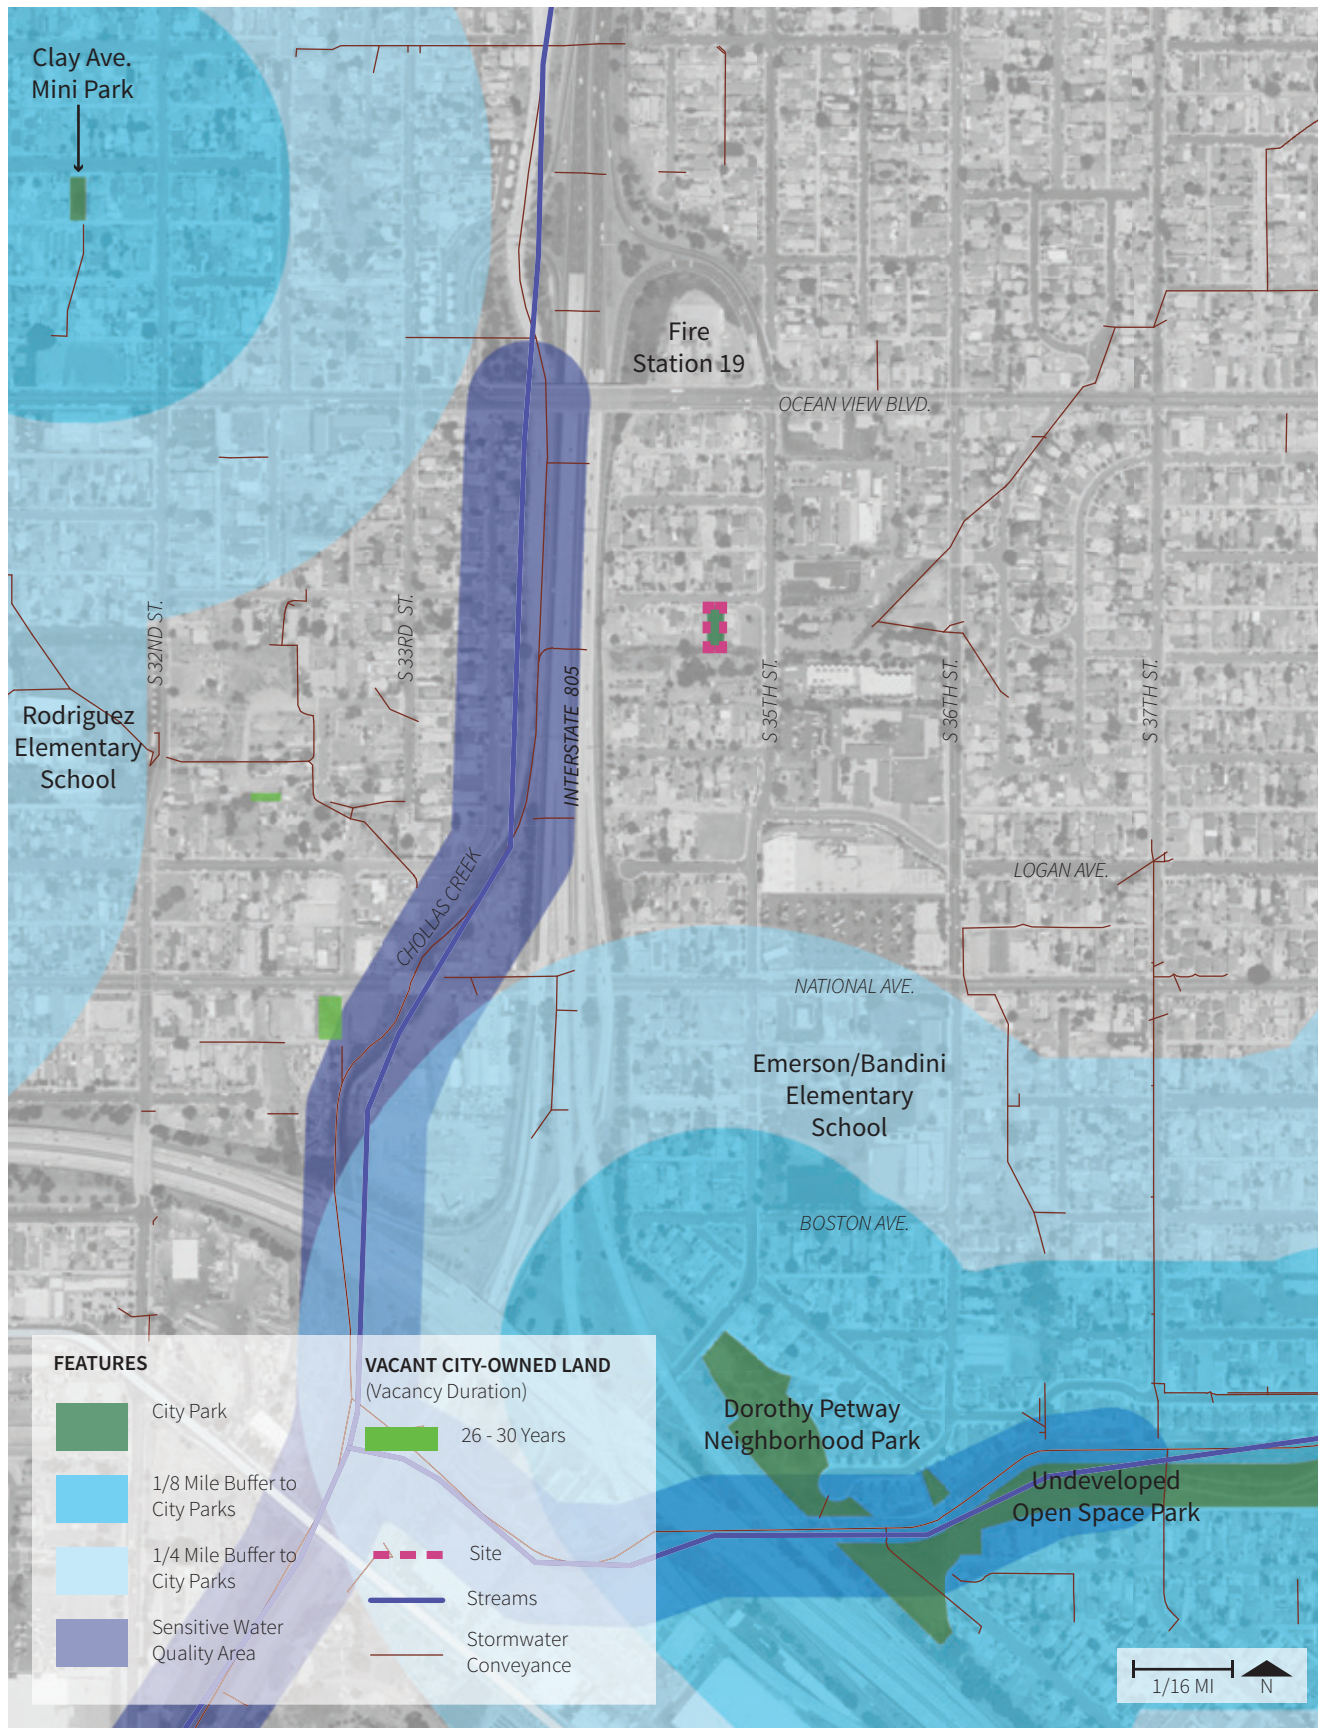 Clay Ave.
Mini Park
Fire
Station 19
OCEAN VIEW BLVD.
S 32ND ST.
S 33RD ST.
INTERSTATE 805
S 35TH ST.
S 36TH ST.
S 37TH ST.
Rodriguez
Elementary
School
CHOLLAS CREEK
LOGAN AVE.
NATIONAL AVE.
Emerson/Bandini
Elementary
School
BOSTON AVE.
Dorothy Petway
Neighborhood Park
Undeveloped
Open Space Park
FEATURES
City Park
1/8 Mile Buffer to
City Parks
1/4 Mile Buffer to
City Parks
Sensitive Water
Quality Area
VACANT CITY-OWNED LAND
(Vacancy Duration)
26 - 30 Years
Site
Streams
Stormwater
Conveyance
1/16 MI
N